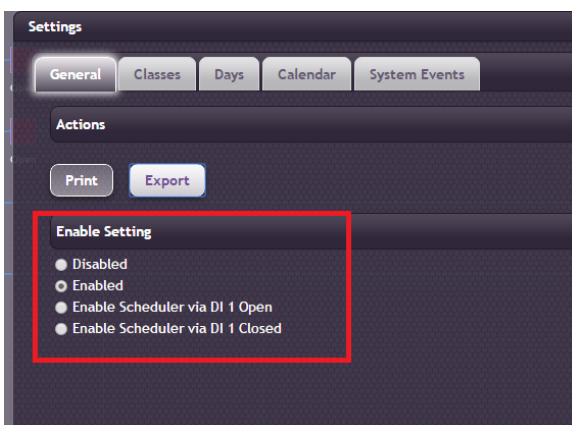 Settings
General Classes Days Calendar System Events
Actions
Print Export
Enable Setting
Disabled
Enabled
Enable Scheduler via DI 1 Open
Enable Scheduler via DI 1 Closed